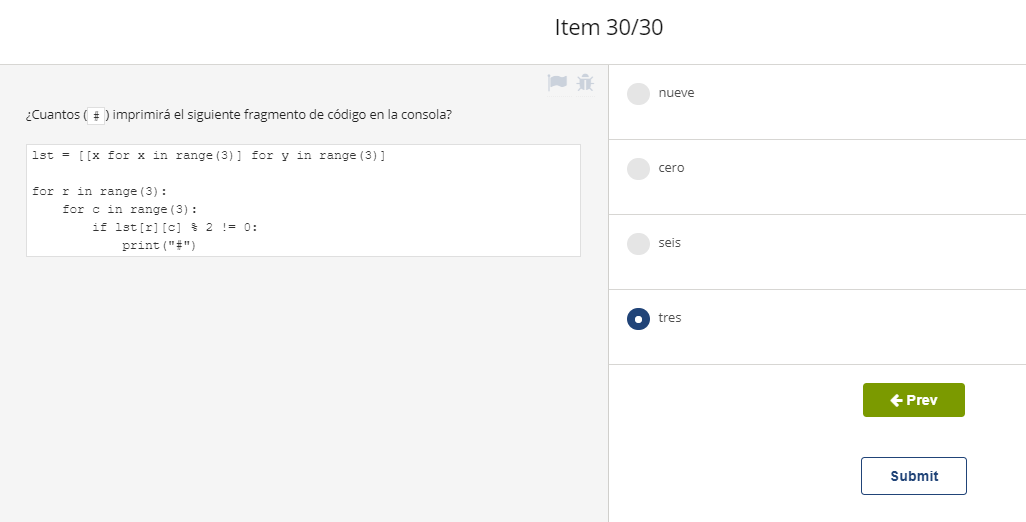 Item 30/30
¿Cuantos ( # ) imprimirá el siguiente fragmento de código en la consola?
lst = [[x for x in range(3)] for y in range(3)]

for r in range(3):
    for c in range(3):
        if lst[r][c] % 2 != 0:
            print("#")
nueve
cero
seis
tres
Prev
Submit